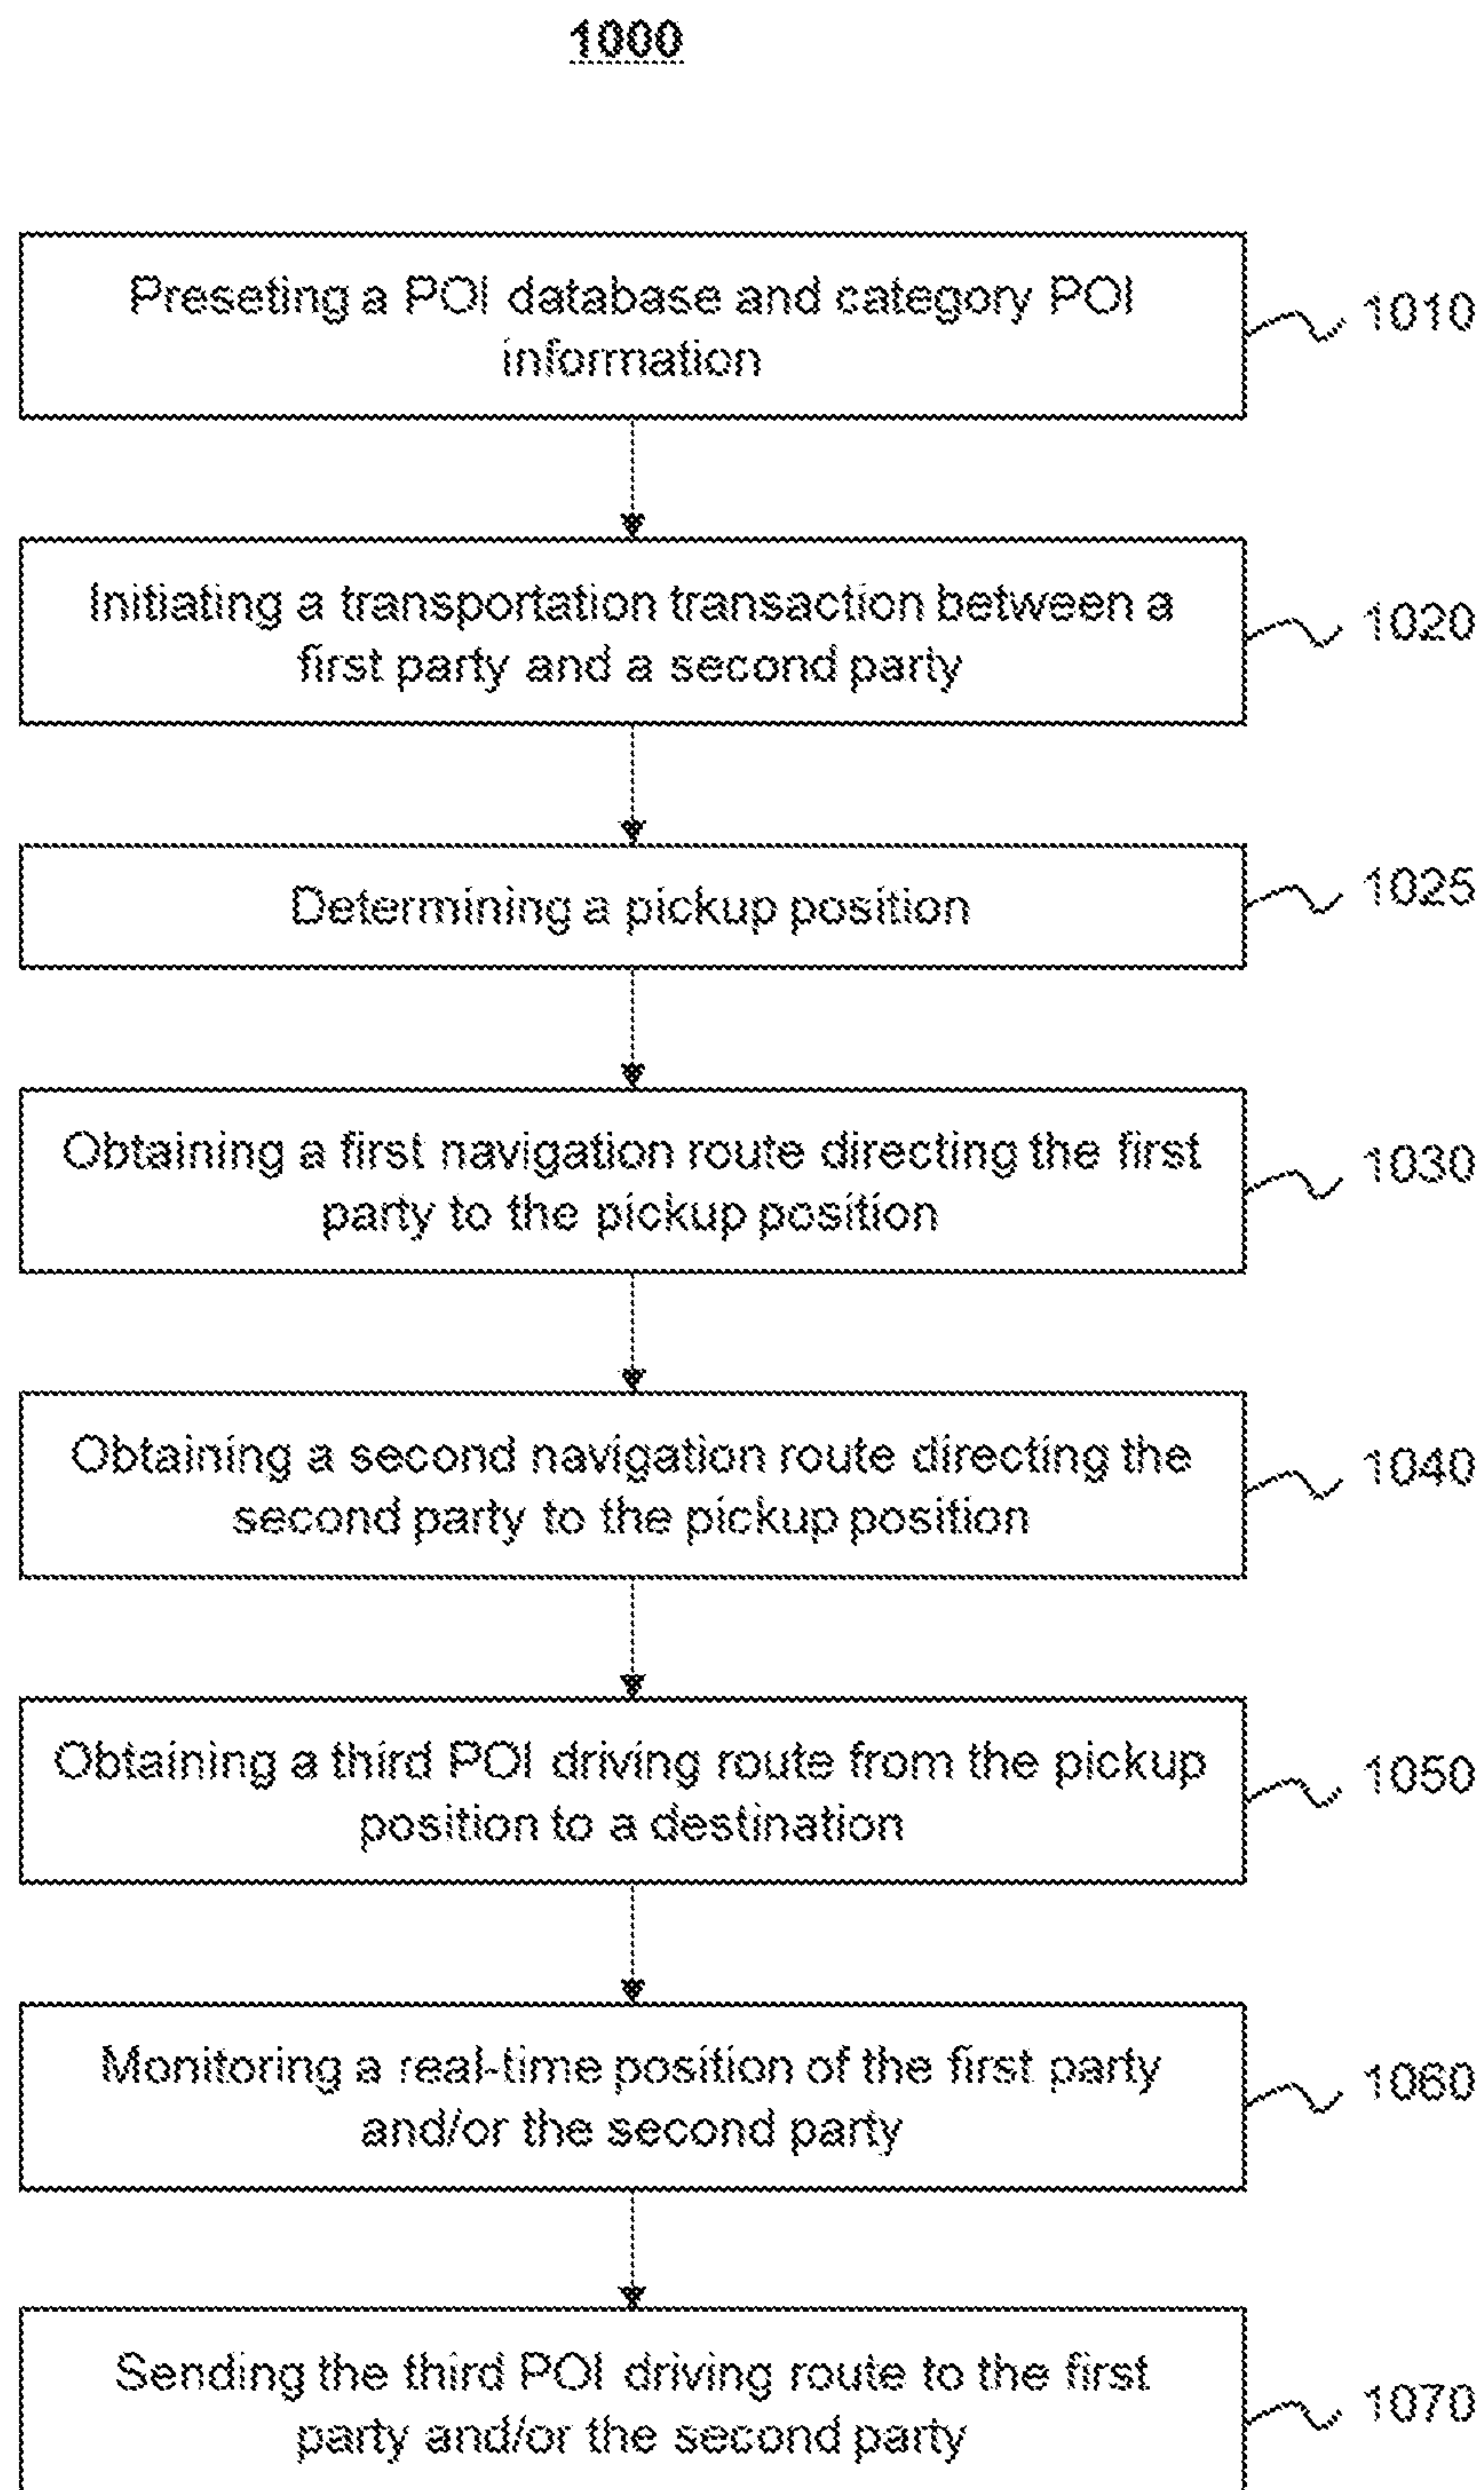 1000
Preseting a POI database and category POI
information
1010
Initiating a transportation transaction between a
first party and a second party
1020
Determining a pickup position
1025
Obtaining a first navigation route directing the first
party to the pickup position
1030
Obtaining a second navigation route directing the
second party to the pickup position
1040
Obtaining a third POI driving route from the pickup
position to a destination
1050
Monitoring a real-time position of the first party
and/or the second party
1060
Sending the third POI driving route to the first
party and/or the second party
1070